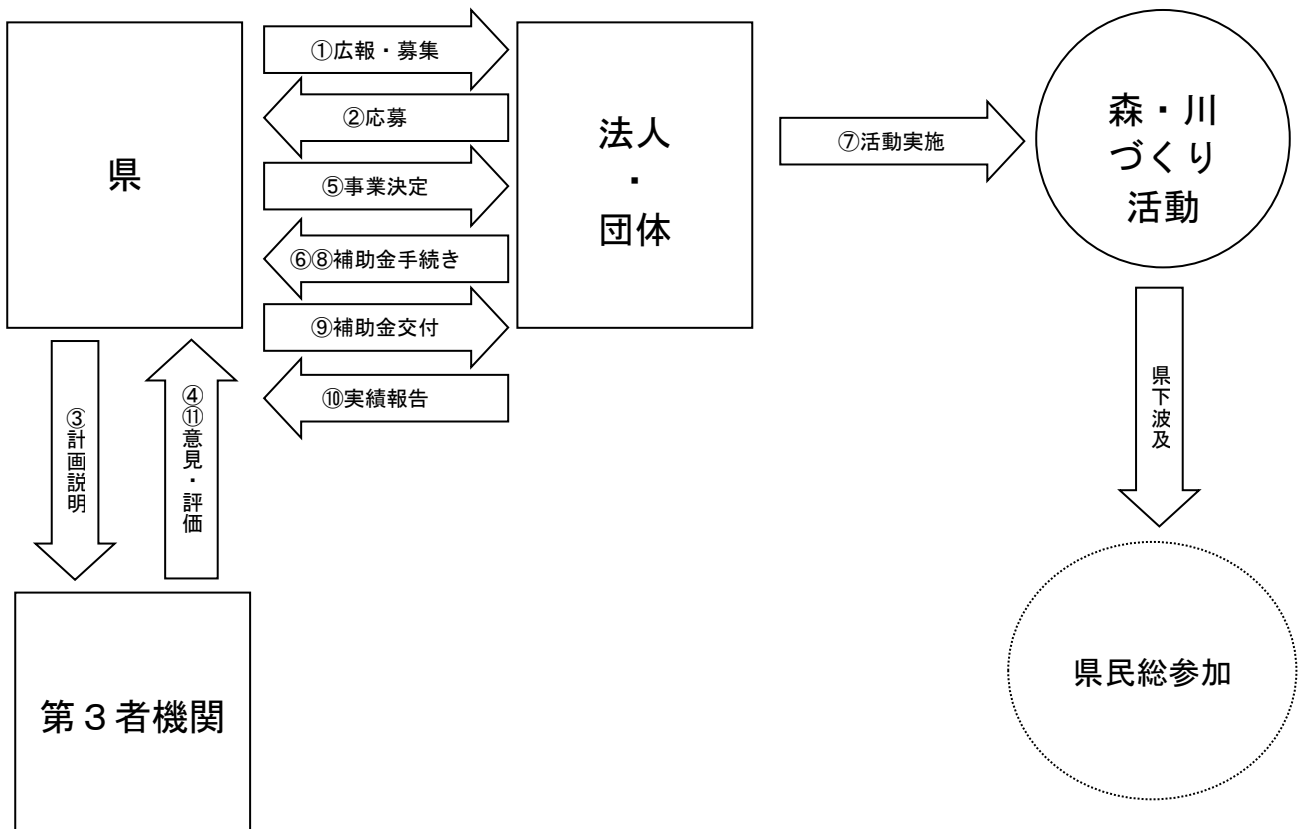 県
①広報・募集
②応募
⑤事業決定
⑥⑧補助金手続き
⑨補助金交付
⑩実績報告
法人
・
団体
⑦活動実施
森・川
づくり
活動
③計画説明
④⑪意見・評価
県下波及
第３者機関
県民総参加